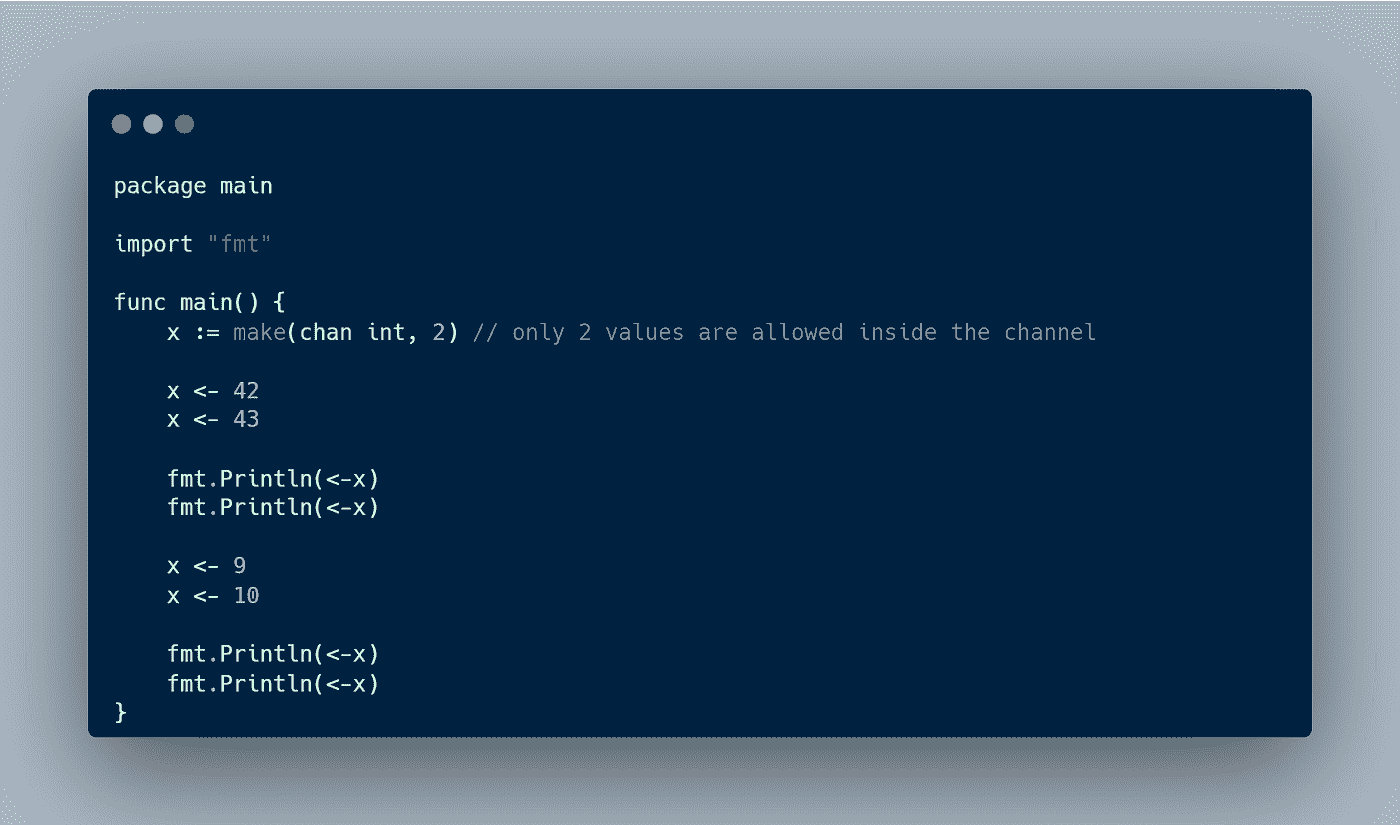 package main
import "fmt"
func main() {
x := make(chan int, 2) // only 2 values are allowed inside the channel
x <- 42
x <- 43
fmt.Println(<-x)
fmt.Println(<-x)
x <- 9
x <- 10
fmt.Println(<-x)
fmt.Println(<-x)
}